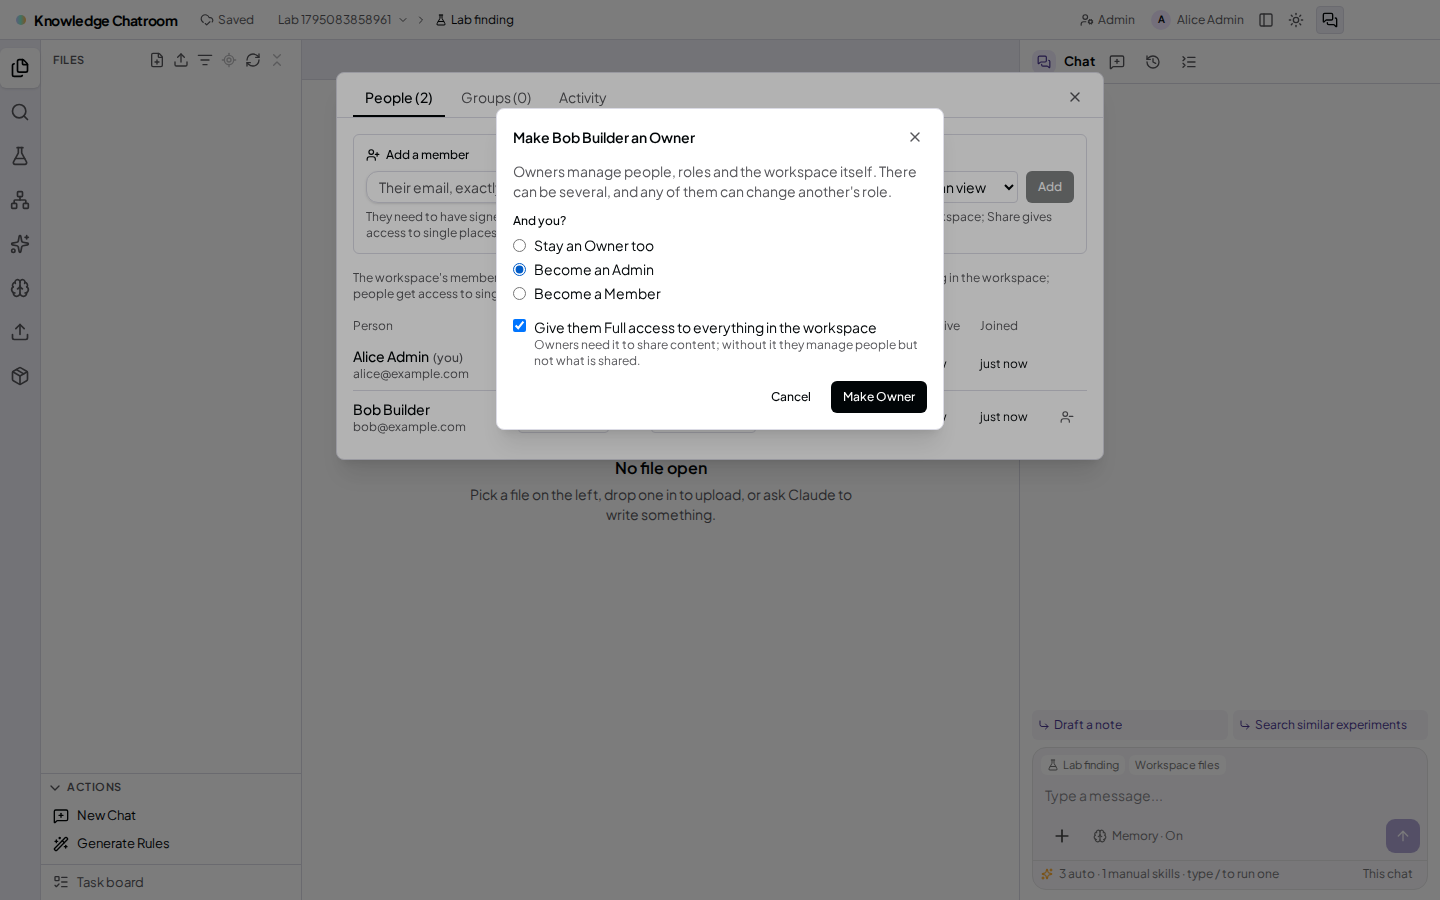 Knowledge Chatroom
Saved
Lab 1795083858961
Lab finding
Admin
A
Alice Admin
FILES
Chat
People (2)
Groups (0)
Activity
Add a member
Their email, exactly
n view
Add
They need to have signe
space; Share gives
access to single places
The workspace's member
g in the workspace;
people get access to sing
Person
ive
Joined
Alice Admin (you)
alice@example.com
just now
Bob Builder
bob@example.com
just now
Make Bob Builder an Owner
Owners manage people, roles and the workspace itself. There
can be several, and any of them can change another's role.
And you?
Stay an Owner too
Become an Admin
Become a Member
Give them Full access to everything in the workspace
Owners need it to share content; without it they manage people but
not what is shared.
Cancel
Make Owner
No file open
Pick a file on the left, drop one in to upload, or ask Claude to
write something.
ACTIONS
New Chat
Generate Rules
Task board
Draft a note
Search similar experiments
Lab finding
Workspace files
Type a message...
Memory · On
3 auto · 1 manual skills · type / to run one
This chat